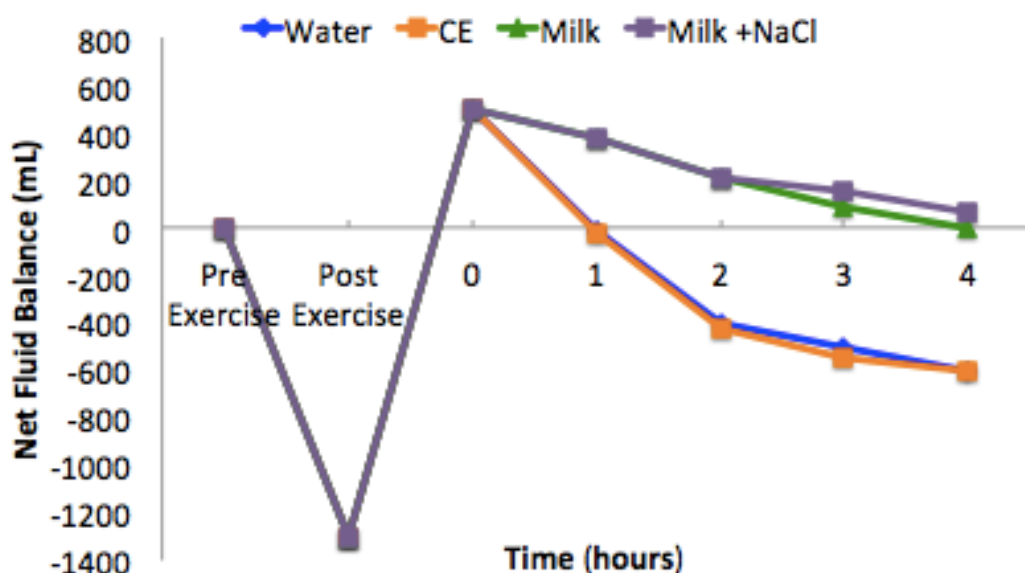 Water CE Milk Milk +NaCl
800
600
400
200
0
-200
-400
-600
-800
-1000
-1200
-1400
Net Fluid Balance (mL)
Pre Exercise
Post Exercise
0 1 2 3 4
Time (hours)